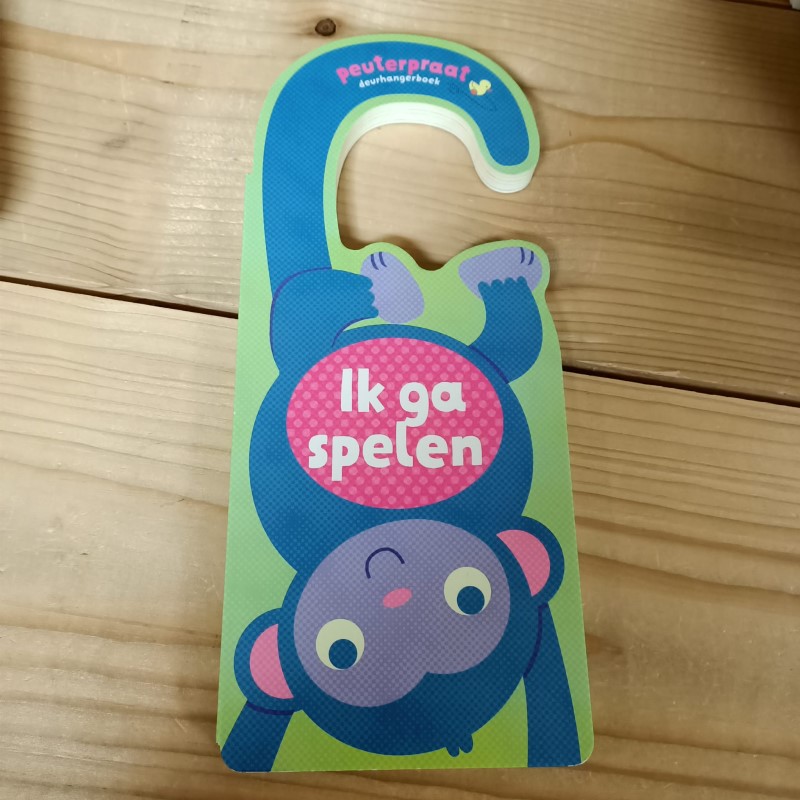 peuterpraat
deurhangerboek
Ik ga
spelen